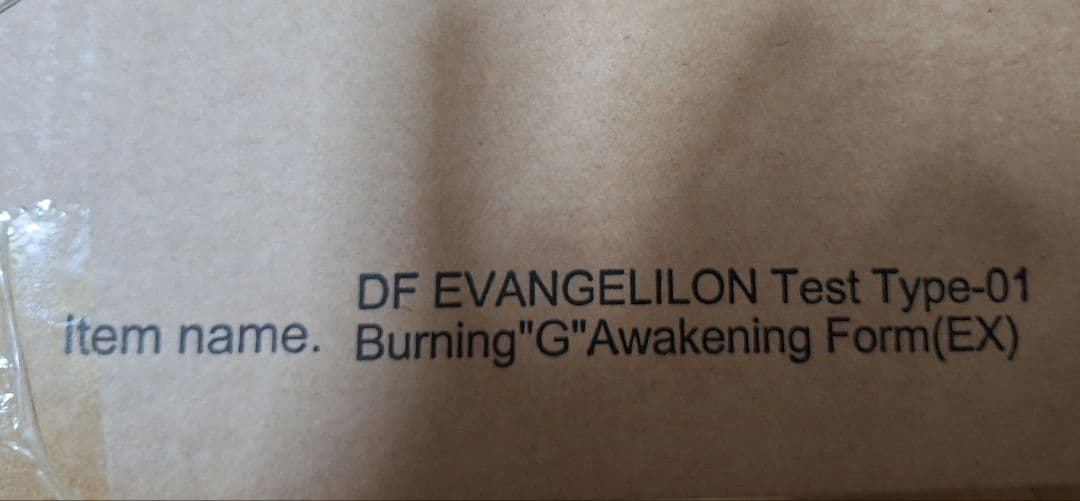 DF EVANGELILON Test Type-01
Item name. Burning"G"Awakening Form(EX)